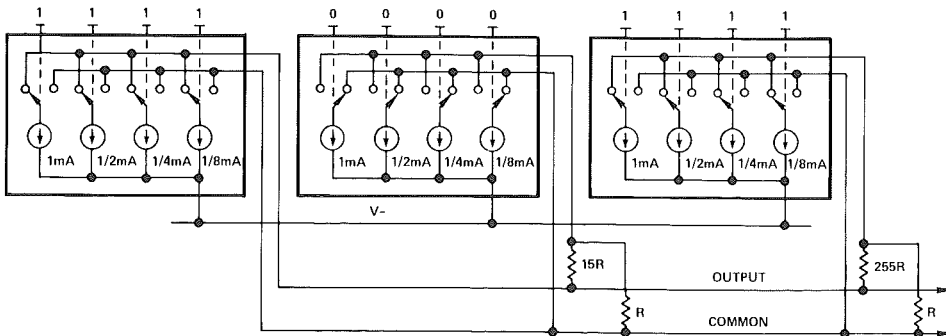 1 1 1 1
0 0 0 0
1 1 1 1
1mA 1/2mA 1/4mA 1/8mA
1mA 1/2mA 1/4mA 1/8mA
1mA 1/2mA 1/4mA 1/8mA
V-
15R
OUTPUT
255R
R
COMMON
R